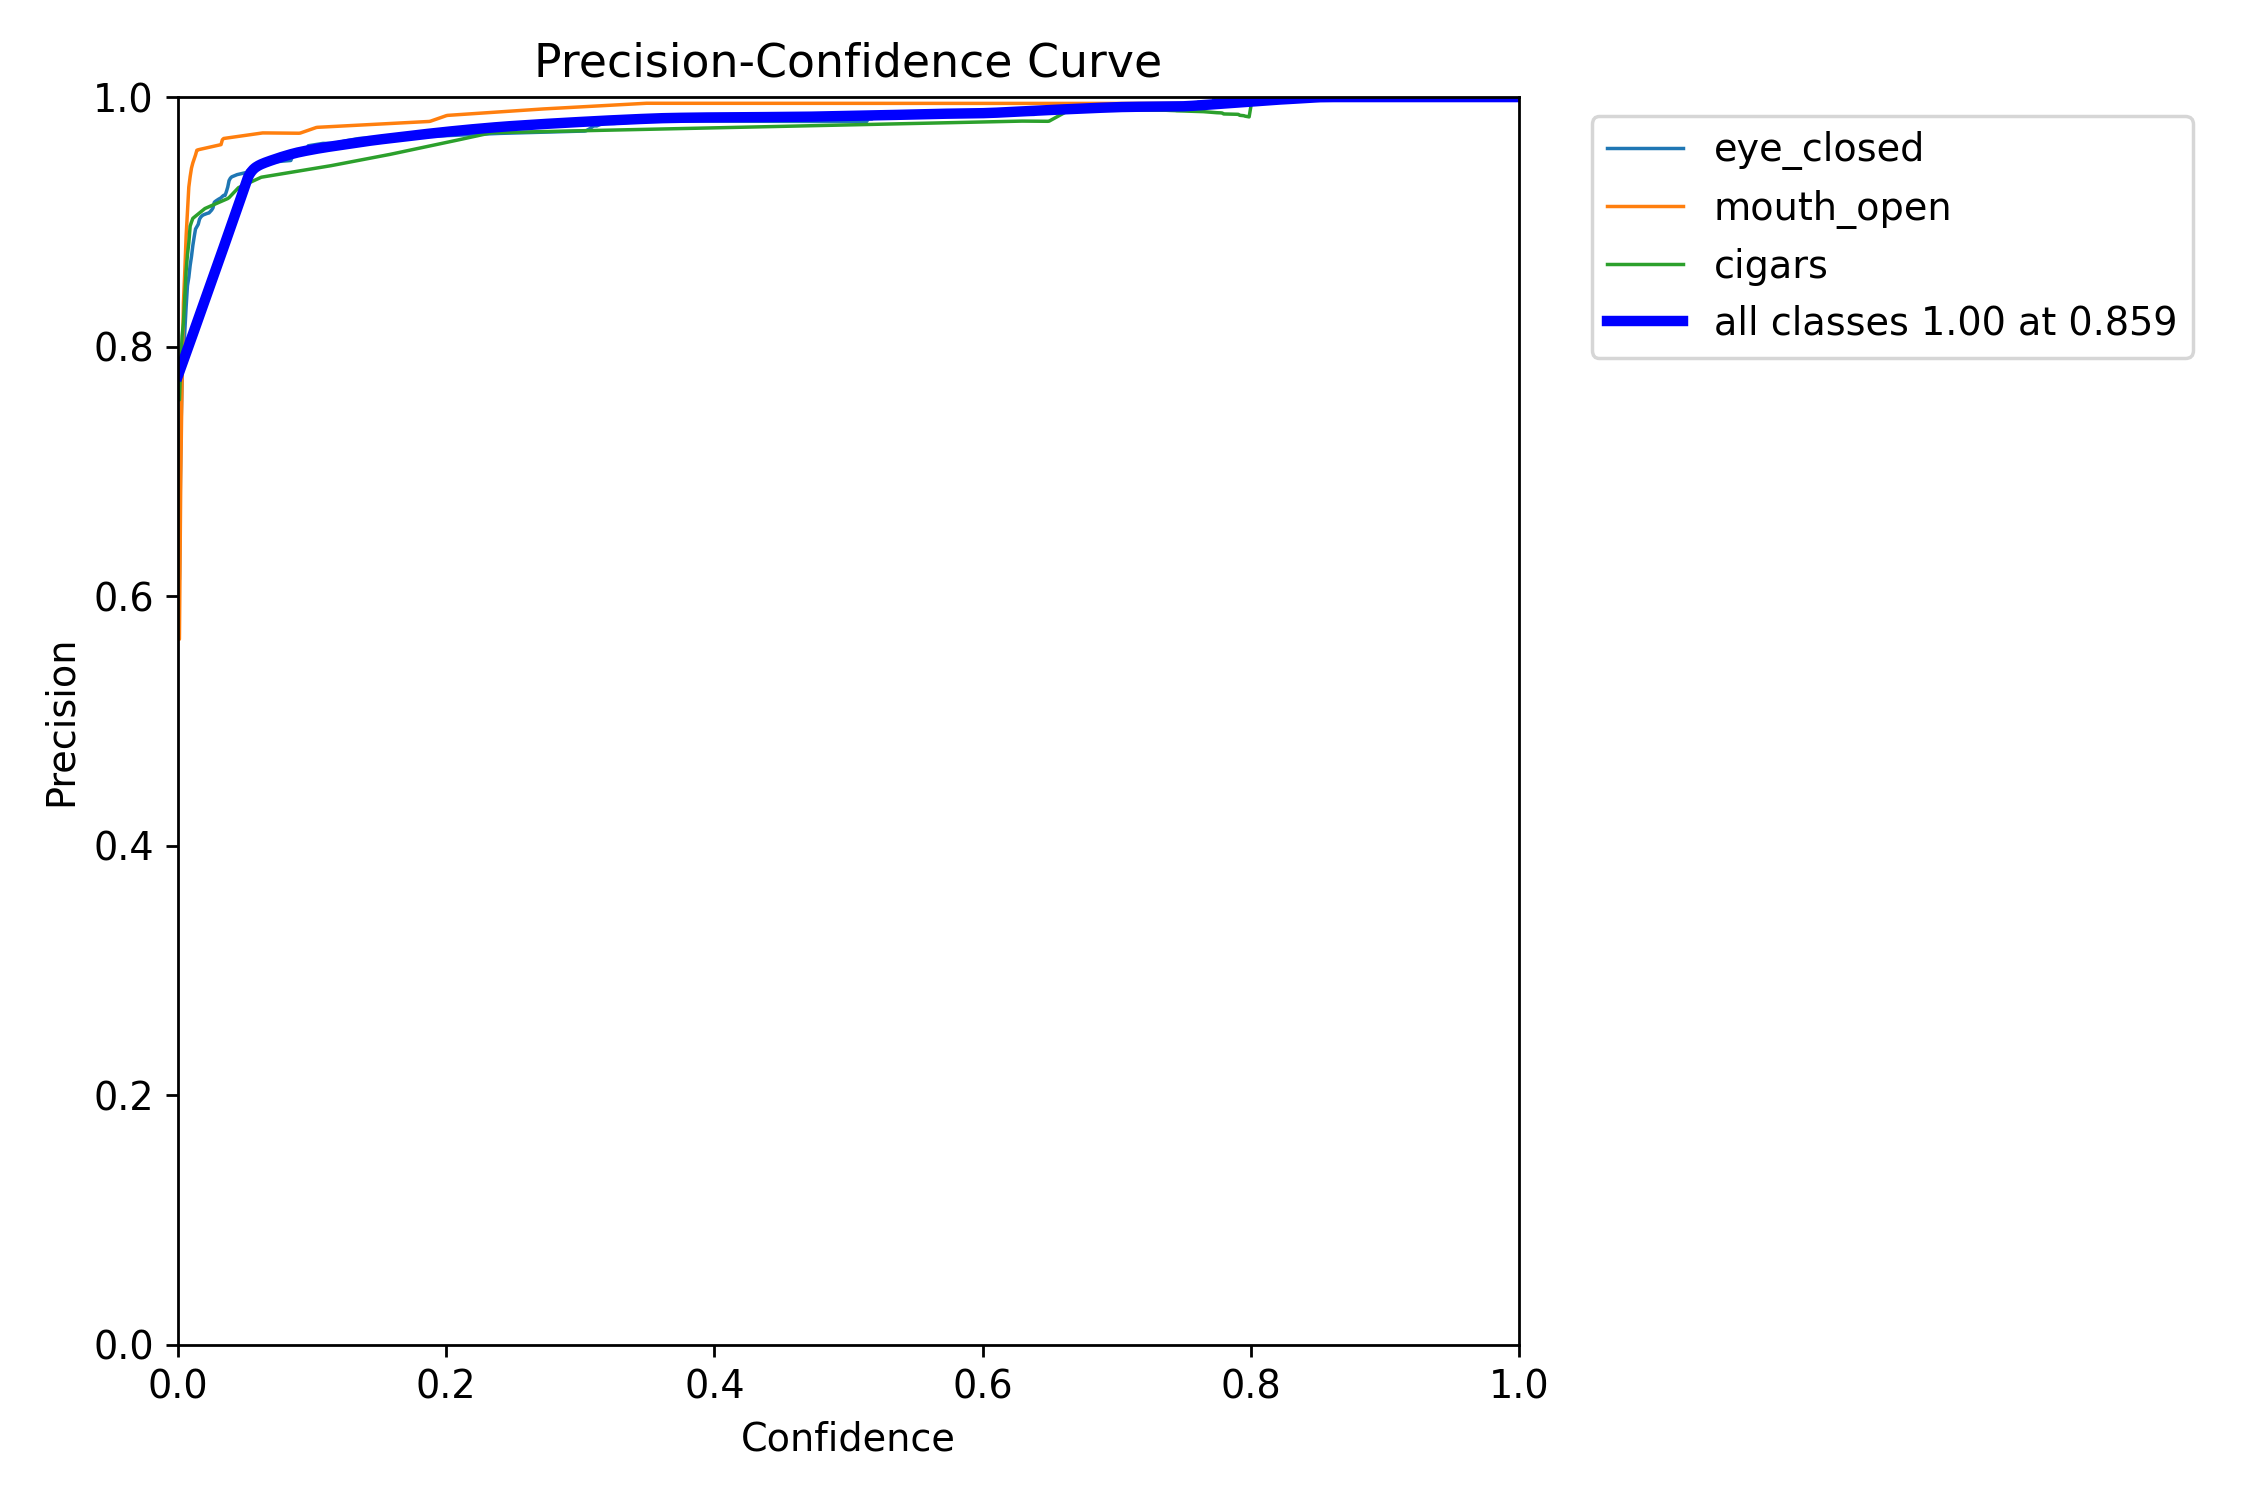 Precision-Confidence Curve
1.0
0.8
0.6
0.4
0.2
0.0
Precision
0.0 0.2 0.4 0.6 0.8 1.0
Confidence
eye_closed
mouth_open
cigars
all classes 1.00 at 0.859